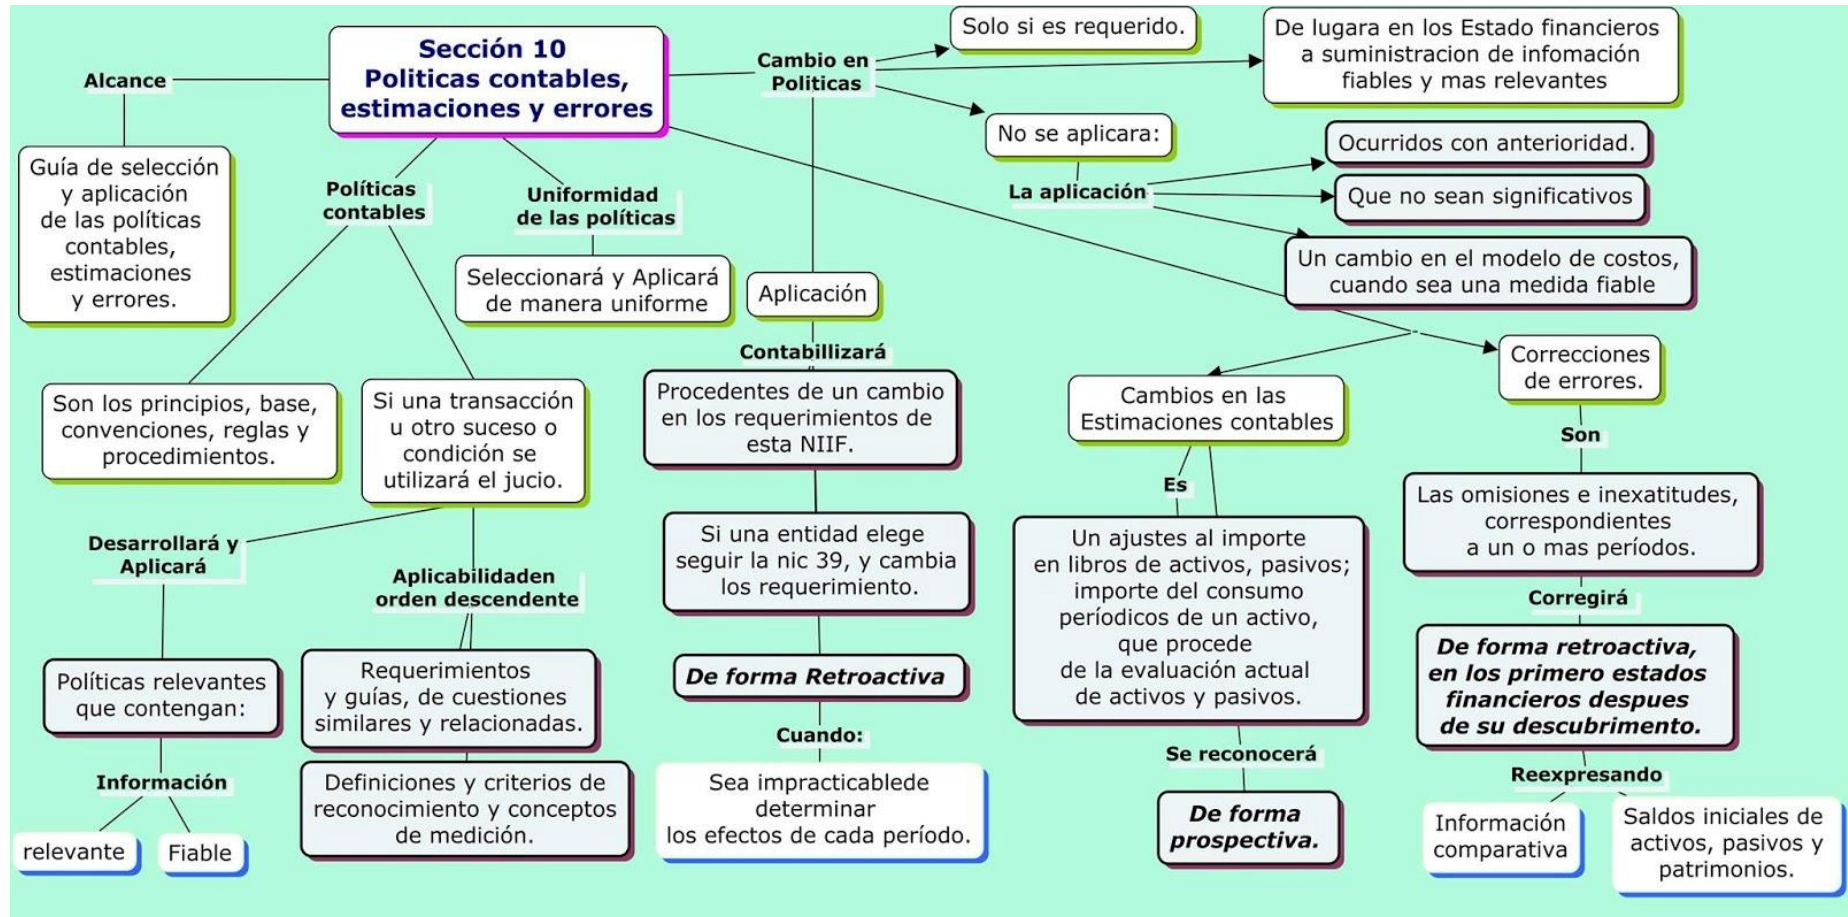 Sección 10
Politicas contables,
estimaciones y errores
Alcance
Guía de selección
y aplicación
de las políticas
contables,
estimaciones
y errores.
Políticas
contables
Son los principios, base,
convenciones, reglas y
procedimientos.
Si una transacción
u otro suceso o
condición se
utilizará el jucio.
Desarrollará y
Aplicará
Políticas relevantes
que contengan:
Información
relevante
Fiable
Aplicabilidaden
orden descendente
Requerimientos
y guías, de cuestiones
similares y relacionadas.
Definiciones y criterios de
reconocimiento y conceptos
de medición.
Uniformidad
de las políticas
Seleccionará y Aplicará
de manera uniforme
Cambio en
Politicas
Solo si es requerido.
De lugara en los Estado financieros
a suministracion de infomación
fiables y mas relevantes
No se aplicara:
La aplicación
Ocurridos con anterioridad.
Que no sean significativos
Un cambio en el modelo de costos,
cuando sea una medida fiable
Aplicación
Contabillizará
Procedentes de un cambio
en los requerimientos de
esta NIIF.
Si una entidad elege
seguir la nic 39, y cambia
los requerimiento.
De forma Retroactiva
Cuando:
Sea impracticablede
determinar
los efectos de cada período.
-
Cambios en las
Estimaciones contables
Es
Un ajustes al importe
en libros de activos, pasivos;
importe del consumo
períodicos de un activo,
que procede
de la evaluación actual
de activos y pasivos.
Se reconocerá
De forma
prospectiva.
Correcciones
de errores.
Son
Las omisiones e inexatitudes,
correspondientes
a un o mas períodos.
Corregirá
De forma retroactiva,
en los primero estados
financieros despues
de su descubrimento.
Reexpresando
Información
comparativa
Saldos iniciales de
activos, pasivos y
patrimonios.